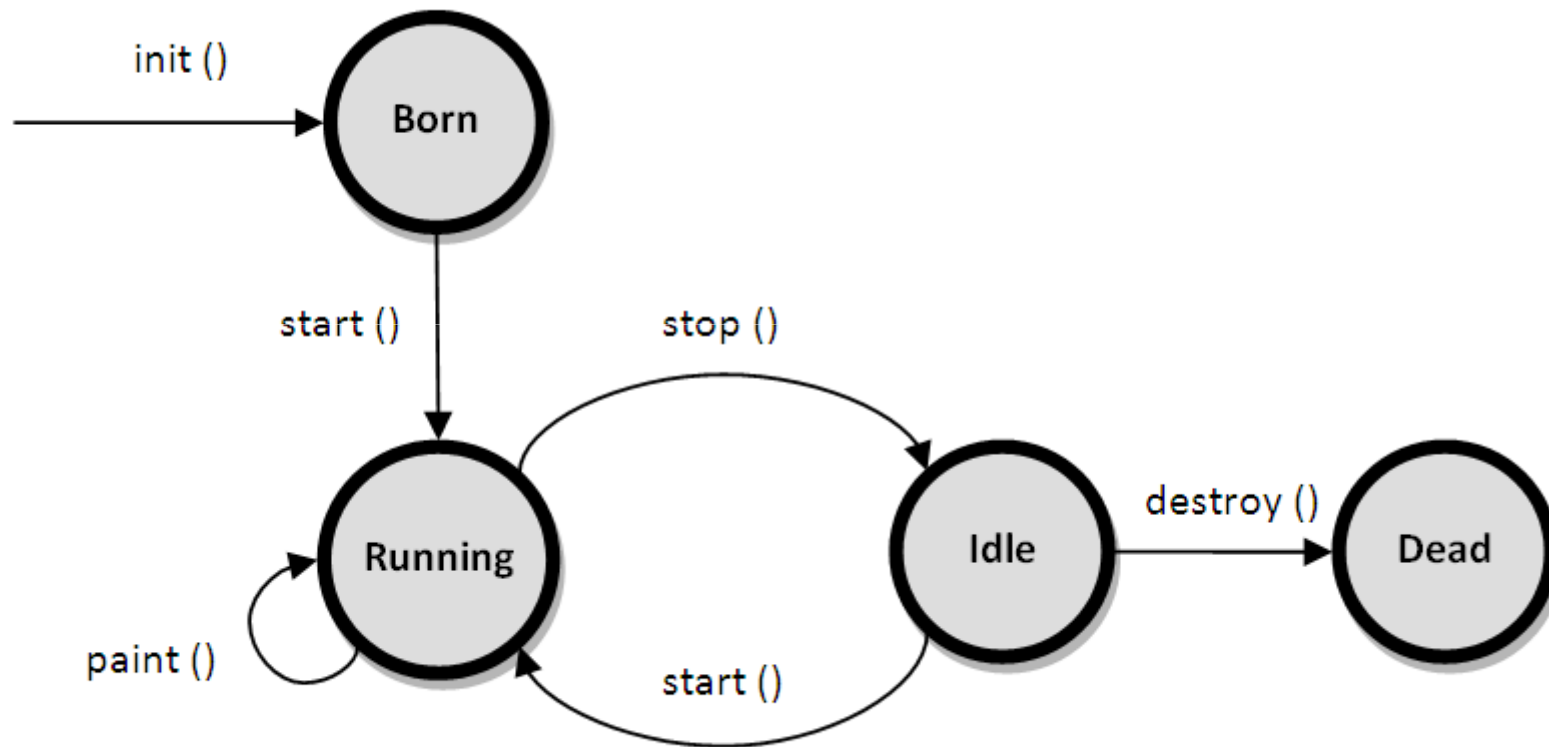 init ()
Born
start ()
stop ()
Running
Idle
destroy ()
Dead
paint ()
start ()